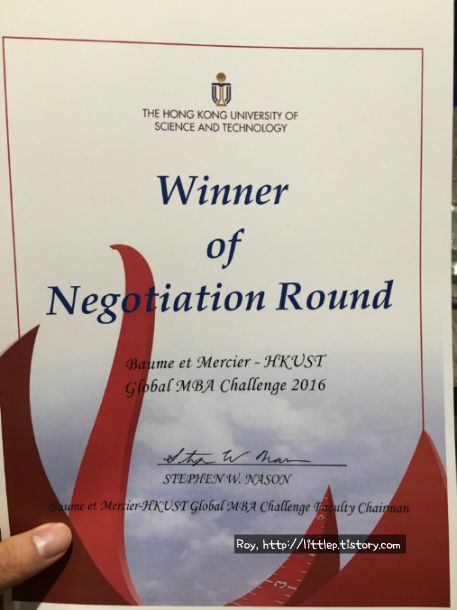 THE HONG KONG UNIVERSITY OF
SCIENCE AND TECHNOLOGY
Winner
of
Negotiation Round
Baume et Mercier - HKUST
Global MBA Challenge 2016
STEPHEN W. NASON
Baume et Mercier-HKUST Global MBA Challenge Faculty Chairman
Roy, http://littlep.tistory.com
3